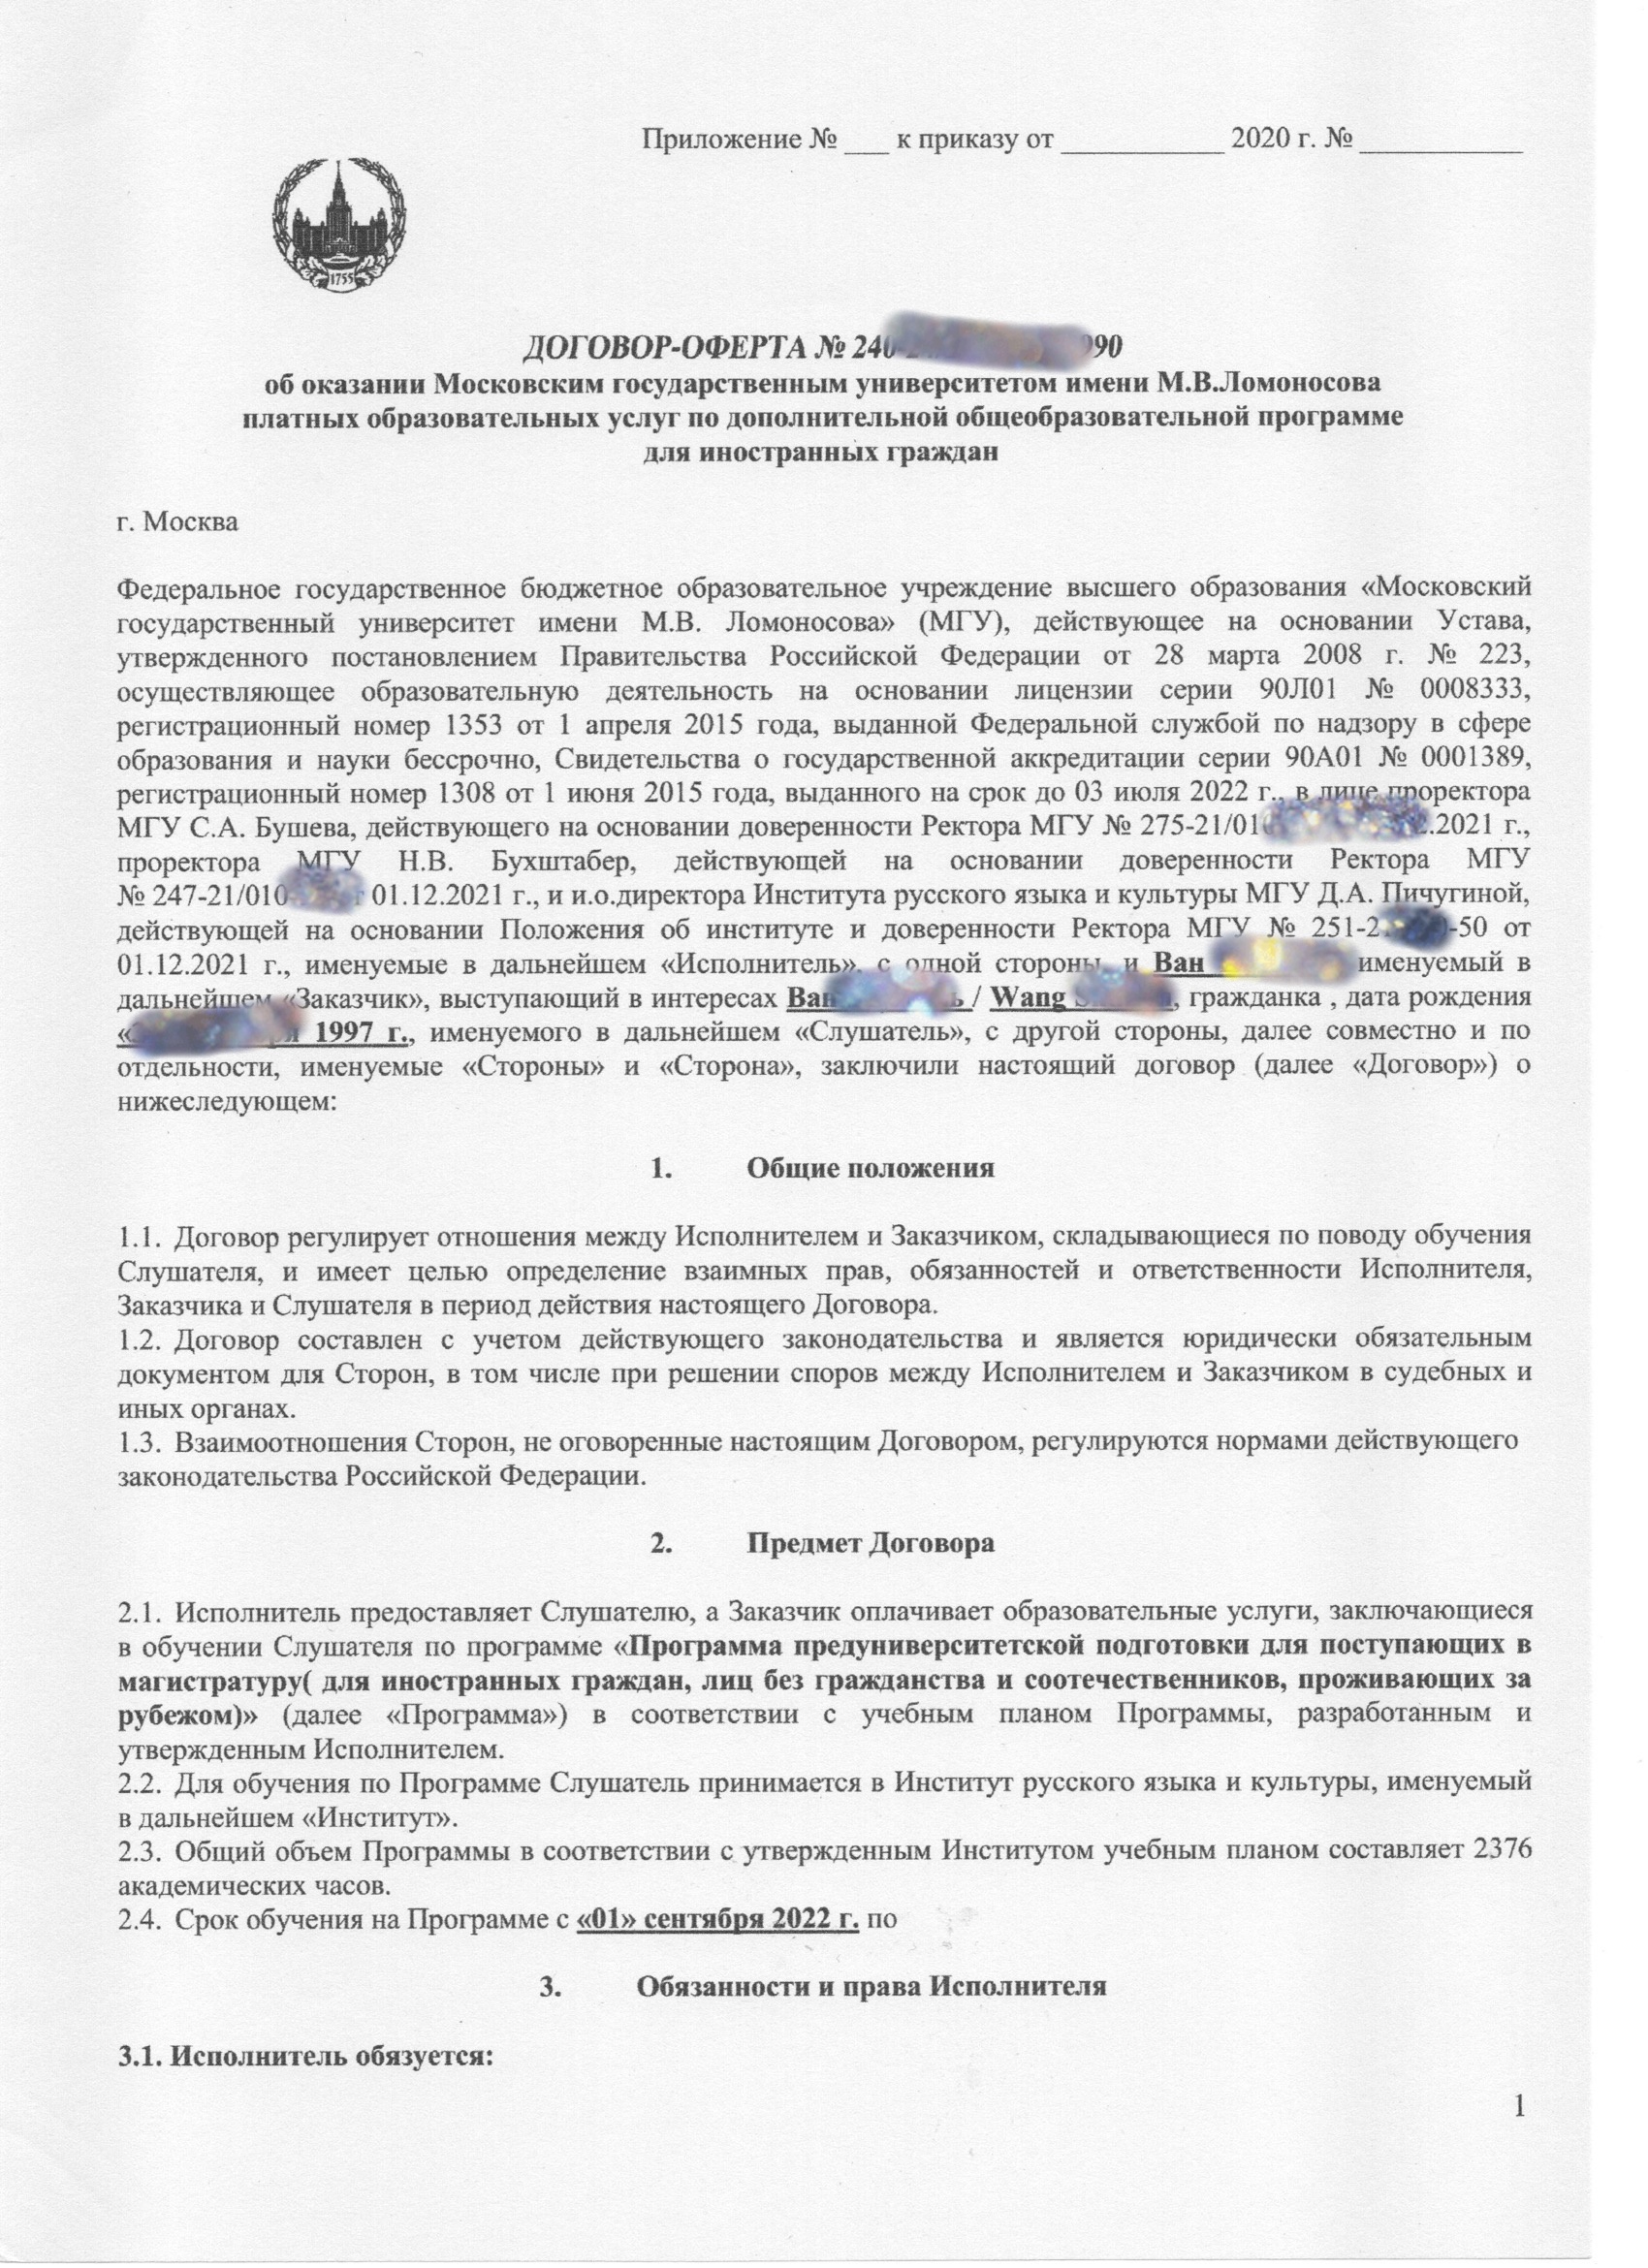 Приложение № ___ к приказу от ___________ 2020 г. № ___________
1755
ДОГОВОР-ОФЕРТА № 240- 990
об оказании Московским государственным университетом имени М.В.Ломоносова
платных образовательных услуг по дополнительной общеобразовательной программе
для иностранных граждан
г. Москва
Федеральное государственное бюджетное образовательное учреждение высшего образования «Московский
государственный университет имени М.В. Ломоносова» (МГУ), действующее на основании Устава,
утвержденного постановлением Правительства Российской Федерации от 28 марта 2008 г. № 223,
осуществляющее образовательную деятельность на основании лицензии серии 90Л01 № 0008333,
регистрационный номер 1353 от 1 апреля 2015 года, выданной Федеральной службой по надзору в сфере
образования и науки бессрочно, Свидетельства о государственной аккредитации серии 90А01 № 0001389,
регистрационный номер 1308 от 1 июня 2015 года, выданного на срок до 03 июля 2022 г., в лице проректора
МГУ С.А. Бушева, действующего на основании доверенности Ректора МГУ № 275-21/01 .2021 г.,
проректора МГУ Н.В. Бухштабер, действующей на основании доверенности Ректора МГУ
№ 247-21/010- 01.12.2021 г., и и.о.директора Института русского языка и культуры МГУ Д.А. Пичугиной,
действующей на основании Положения об институте и доверенности Ректора МГУ № 251-2 -50 от
01.12.2021 г., именуемые в дальнейшем «Исполнитель», с одной стороны, и Ван именуемый в
дальнейшем «Заказчик», выступающий в интересах Ван / Wang , гражданка , дата рождения
« 1997 г., именуемого в дальнейшем «Слушатель», с другой стороны, далее совместно и по
отдельности, именуемые «Стороны» и «Сторона», заключили настоящий договор (далее «Договор») о
нижеследующем:
1. Общие положения
1.1. Договор регулирует отношения между Исполнителем и Заказчиком, складывающиеся по поводу обучения
Слушателя, и имеет целью определение взаимных прав, обязанностей и ответственности Исполнителя,
Заказчика и Слушателя в период действия настоящего Договора.
1.2. Договор составлен с учетом действующего законодательства и является юридически обязательным
документом для Сторон, в том числе при решении споров между Исполнителем и Заказчиком в судебных и
иных органах.
1.3. Взаимоотношения Сторон, не оговоренные настоящим Договором, регулируются нормами действующего
законодательства Российской Федерации.
2. Предмет Договора
2.1. Исполнитель предоставляет Слушателю, а Заказчик оплачивает образовательные услуги, заключающиеся
в обучении Слушателя по программе «Программа предуниверситетской подготовки для поступающих в
магистратуру( для иностранных граждан, лиц без гражданства и соотечественников, проживающих за
рубежом)» (далее «Программа») в соответствии с учебным планом Программы, разработанным и
утвержденным Исполнителем.
2.2. Для обучения по Программе Слушатель принимается в Институт русского языка и культуры, именуемый
в дальнейшем «Институт».
2.3. Общий объем Программы в соответствии с утвержденным Институтом учебным планом составляет 2376
академических часов.
2.4. Срок обучения на Программе с «01» сентября 2022 г. по
3. Обязанности и права Исполнителя
3.1. Исполнитель обязуется:
1